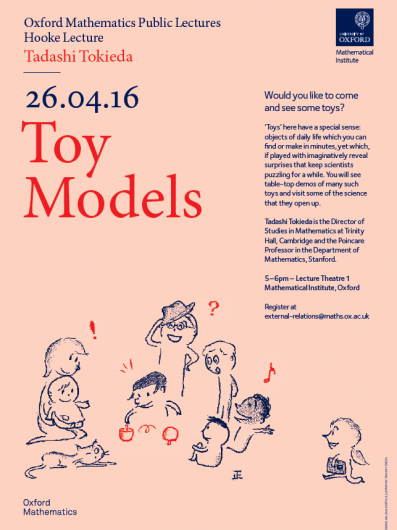 Oxford Mathematics Public Lectures
Hooke Lecture
Tadashi Tokieda
26.04.16
Toy
Models
UNIVERSITY OF
OXFORD
Mathematical
Institute
Would you like to come
and see some toys?
‘Toys’ here have a special sense:
objects of daily life which you can
find or make in minutes, yet which,
if played with imaginatively reveal
surprises that keep scientists
puzzling for a while. You will see
table-top demos of many such
toys and visit some of the science
that they open up.
Tadashi Tokieda is the Director of
Studies in Mathematics at Trinity
Hall, Cambridge and the Poincare
Professor in the Department of
Mathematics, Stanford.
5–6pm – Lecture Theatre 1
Mathematical Institute, Oxford
Register at
external-relations@maths.ox.ac.uk
!
?
正
Oxford
Mathematics